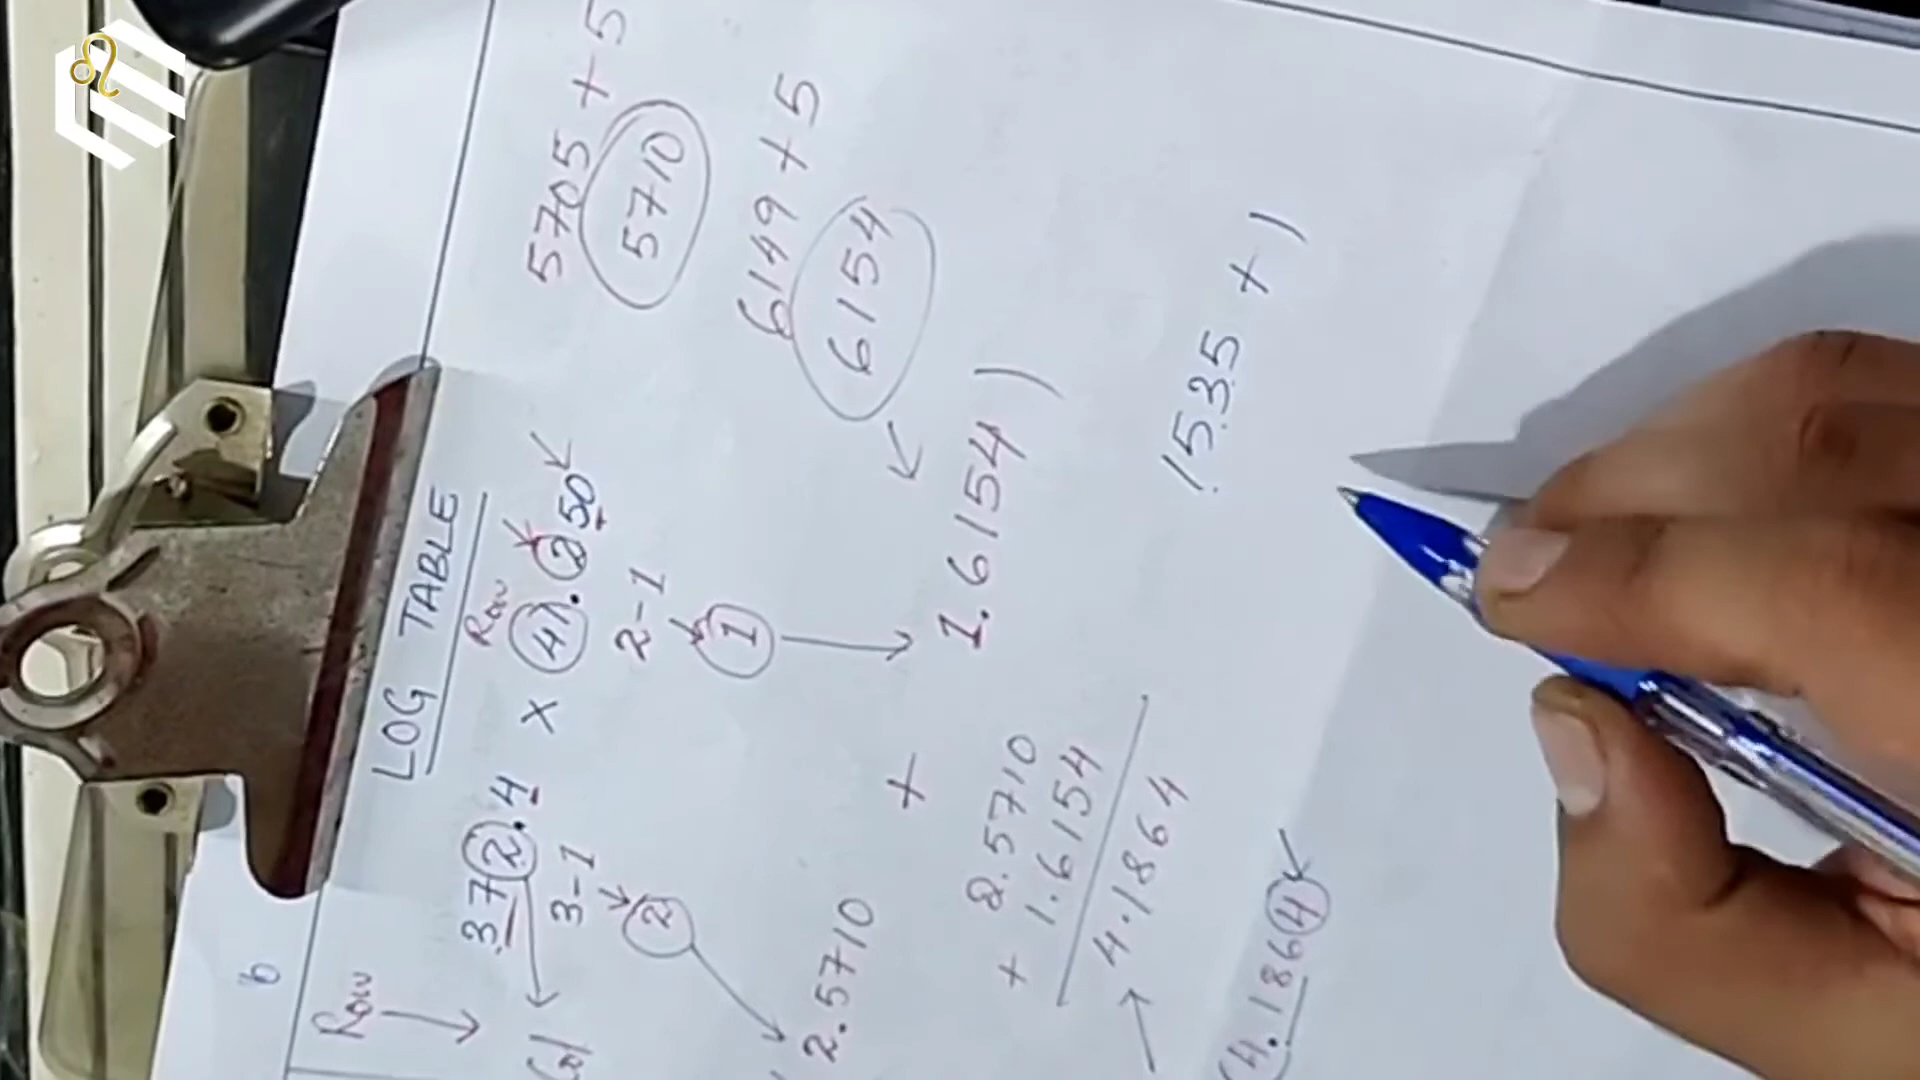 LOG TABLE
Row
Row
372.4 × 41.250
3-1
2-1
2
1
5705 + 5
5710
6149 + 5
6154
2.5710 + 1.6154)
2.5710
+ 1.6154
4.1864
4.1864
1535 + 1